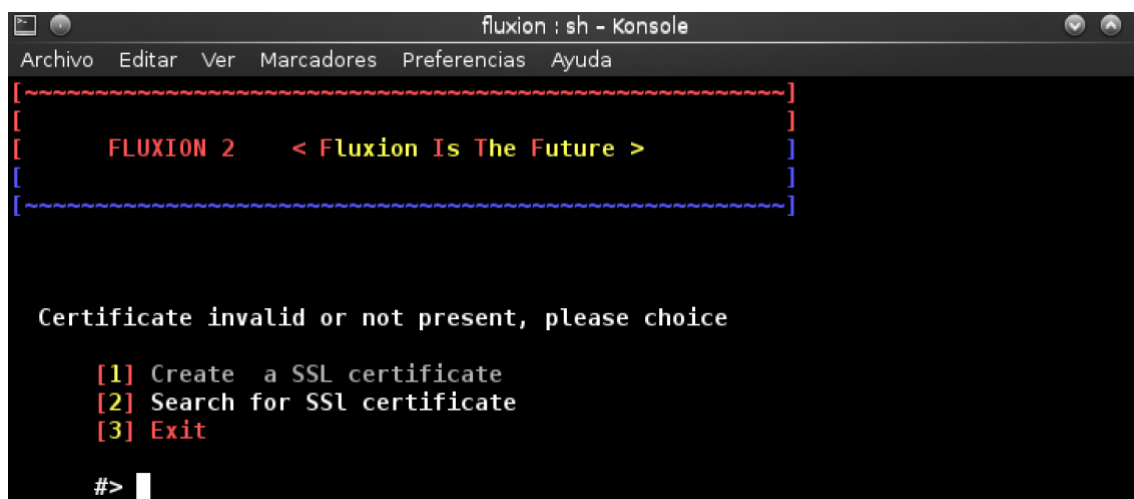 fluxion : sh – Konsole
Archivo Editar Ver Marcadores Preferencias Ayuda
[~~~~~~~~~~~~~~~~~~~~~~~~~~~~~~~~~~~~~~~~~~~~~~~~~~~~~~]
[ ]
[ FLUXION 2 < Fluxion Is The Future > ]
[ ]
[~~~~~~~~~~~~~~~~~~~~~~~~~~~~~~~~~~~~~~~~~~~~~~~~~~~~~~]
Certificate invalid or not present, please choice
[1] Create  a SSL certificate
[2] Search for SSl certificate
[3] Exit
#>